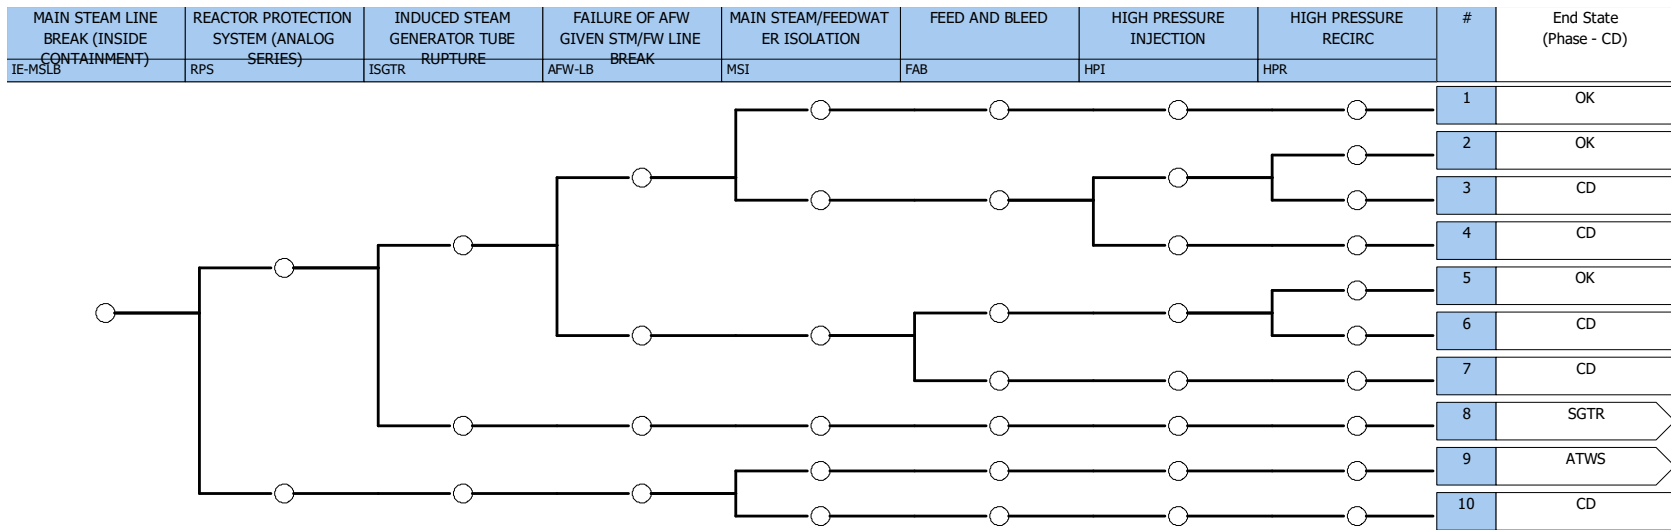 MAIN STEAM LINE
BREAK (INSIDE
CONTAINMENT)
IE-MSLB
REACTOR PROTECTION
SYSTEM (ANALOG
SERIES)
RPS
INDUCED STEAM
GENERATOR TUBE
RUPTURE
ISGTR
FAILURE OF AFW
GIVEN STM/FW LINE
BREAK
AFW-LB
MAIN STEAM/FEEDWAT
ER ISOLATION
MSI
FEED AND BLEED
FAB
HIGH PRESSURE
INJECTION
HPI
HIGH PRESSURE
RECIRC
HPR
#
End State
(Phase - CD)
1 OK
2 OK
3 CD
4 CD
5 OK
6 CD
7 CD
8 SGTR
9 ATWS
10 CD